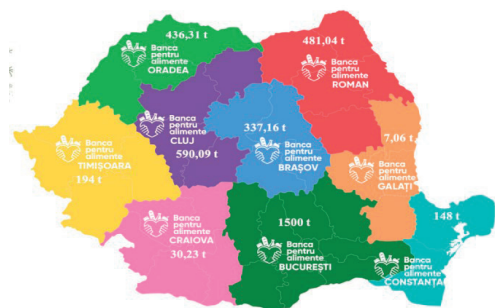 436,31 t
Banca
pentru
alimente
ORADEA
481,04 t
Banca
pentru
alimente
ROMAN
Banca
pentru
alimente
CLUJ
590,09 t
337,16 t
Banca
pentru
alimente
BRAȘOV
7,06 t
Banca
pentru
alimente
GALAȚI
Banca
pentru
alimente
TIMIȘOARA
194 t
Banca
pentru
alimente
CRAIOVA
30,23 t
1500 t
Banca
pentru
alimente
BUCUREȘTI
148 t
Banca
pentru
alimente
CONSTANȚA